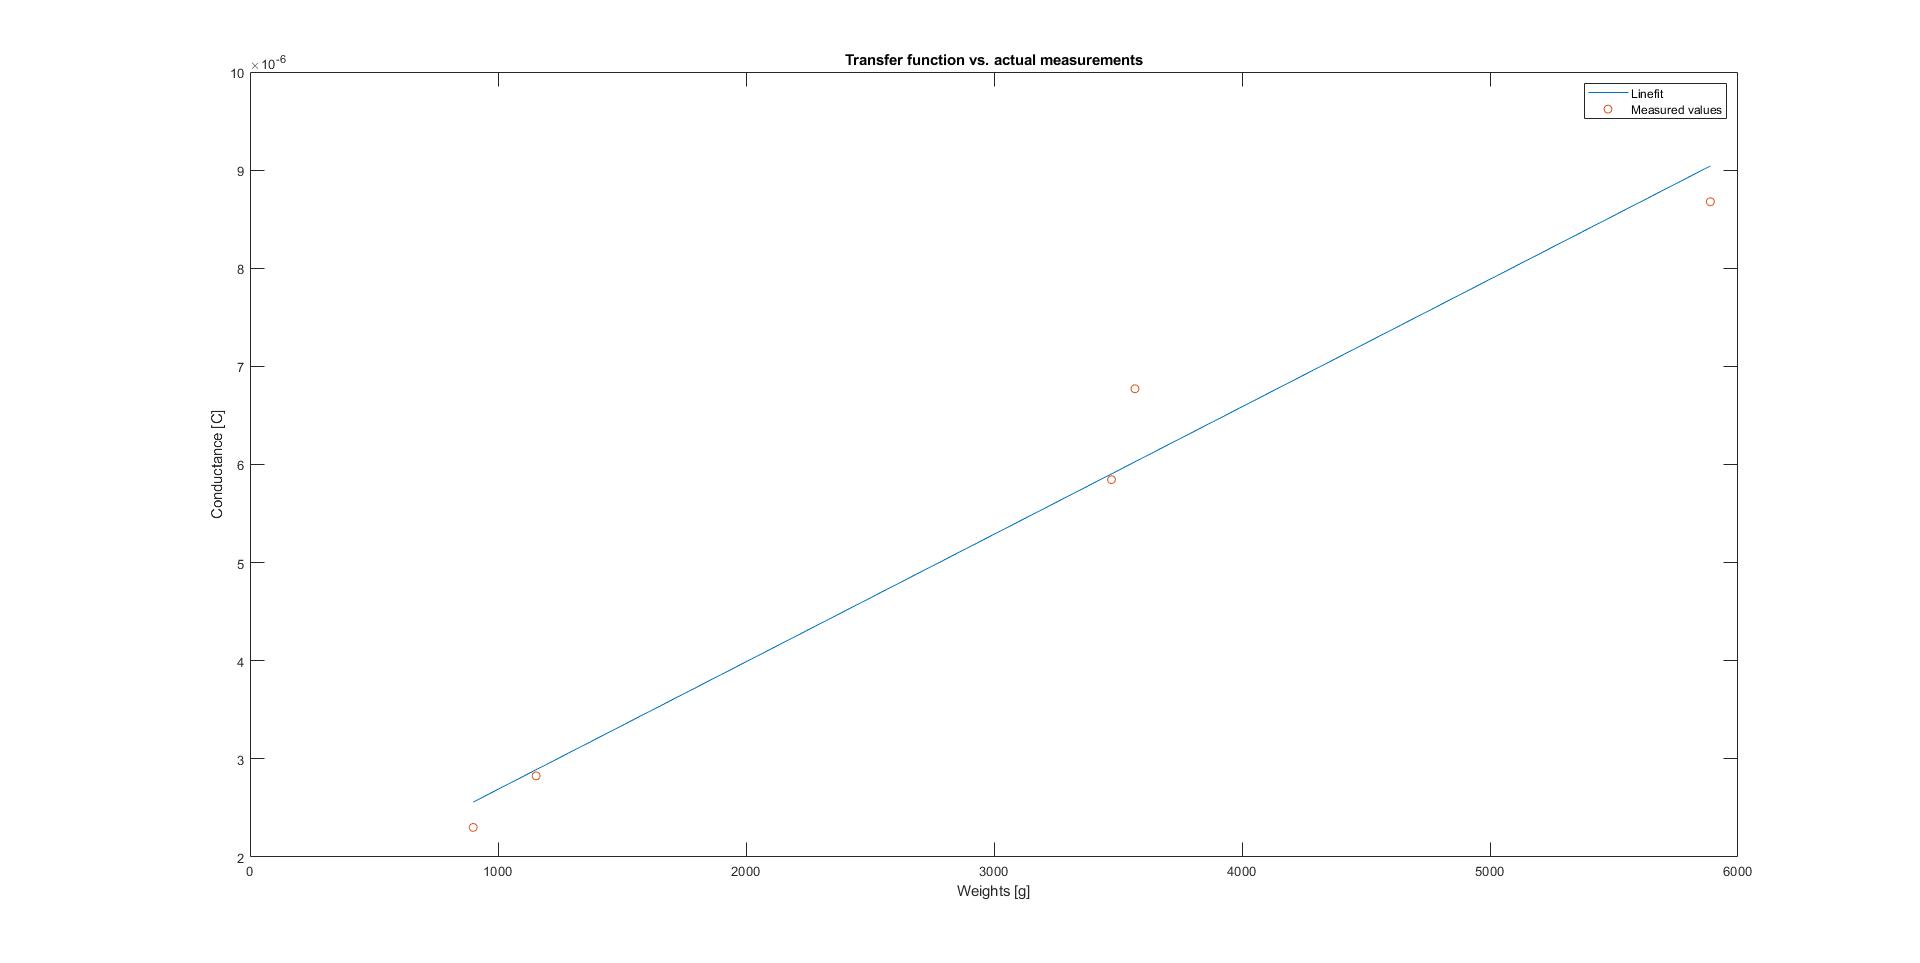 Transfer function vs. actual measurements
×10-6
10
9
8
7
6
5
4
3
2
Conductance [C]
0 1000 2000 3000 4000 5000 6000
Weights [g]
Linefit
Measured values